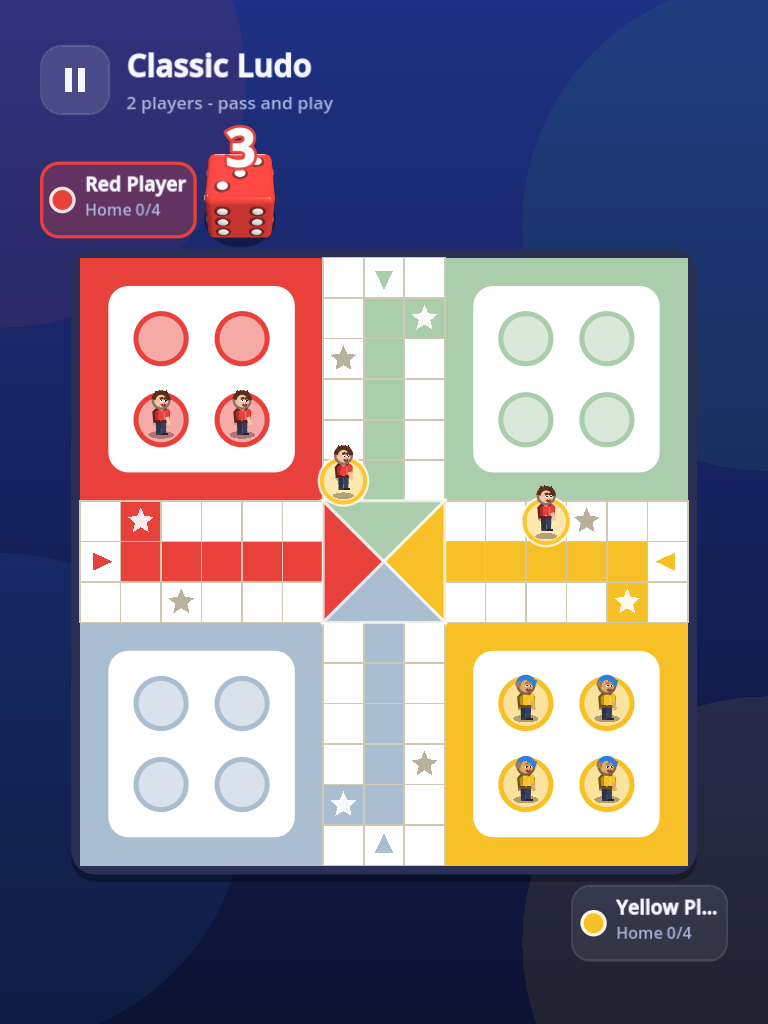 Classic Ludo
2 players - pass and play
3
Red Player
Home 0/4
Yellow Pl...
Home 0/4